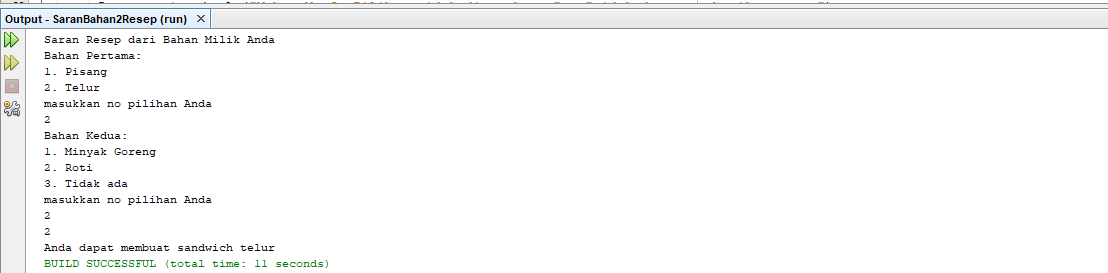 Output - SaranBahan2Resep (run)
Saran Resep dari Bahan Milik Anda
Bahan Pertama:
1. Pisang
2. Telur
masukkan no pilihan Anda
2
Bahan Kedua:
1. Minyak Goreng
2. Roti
3. Tidak ada
masukkan no pilihan Anda
2
2
Anda dapat membuat sandwich telur
BUILD SUCCESSFUL (total time: 11 seconds)